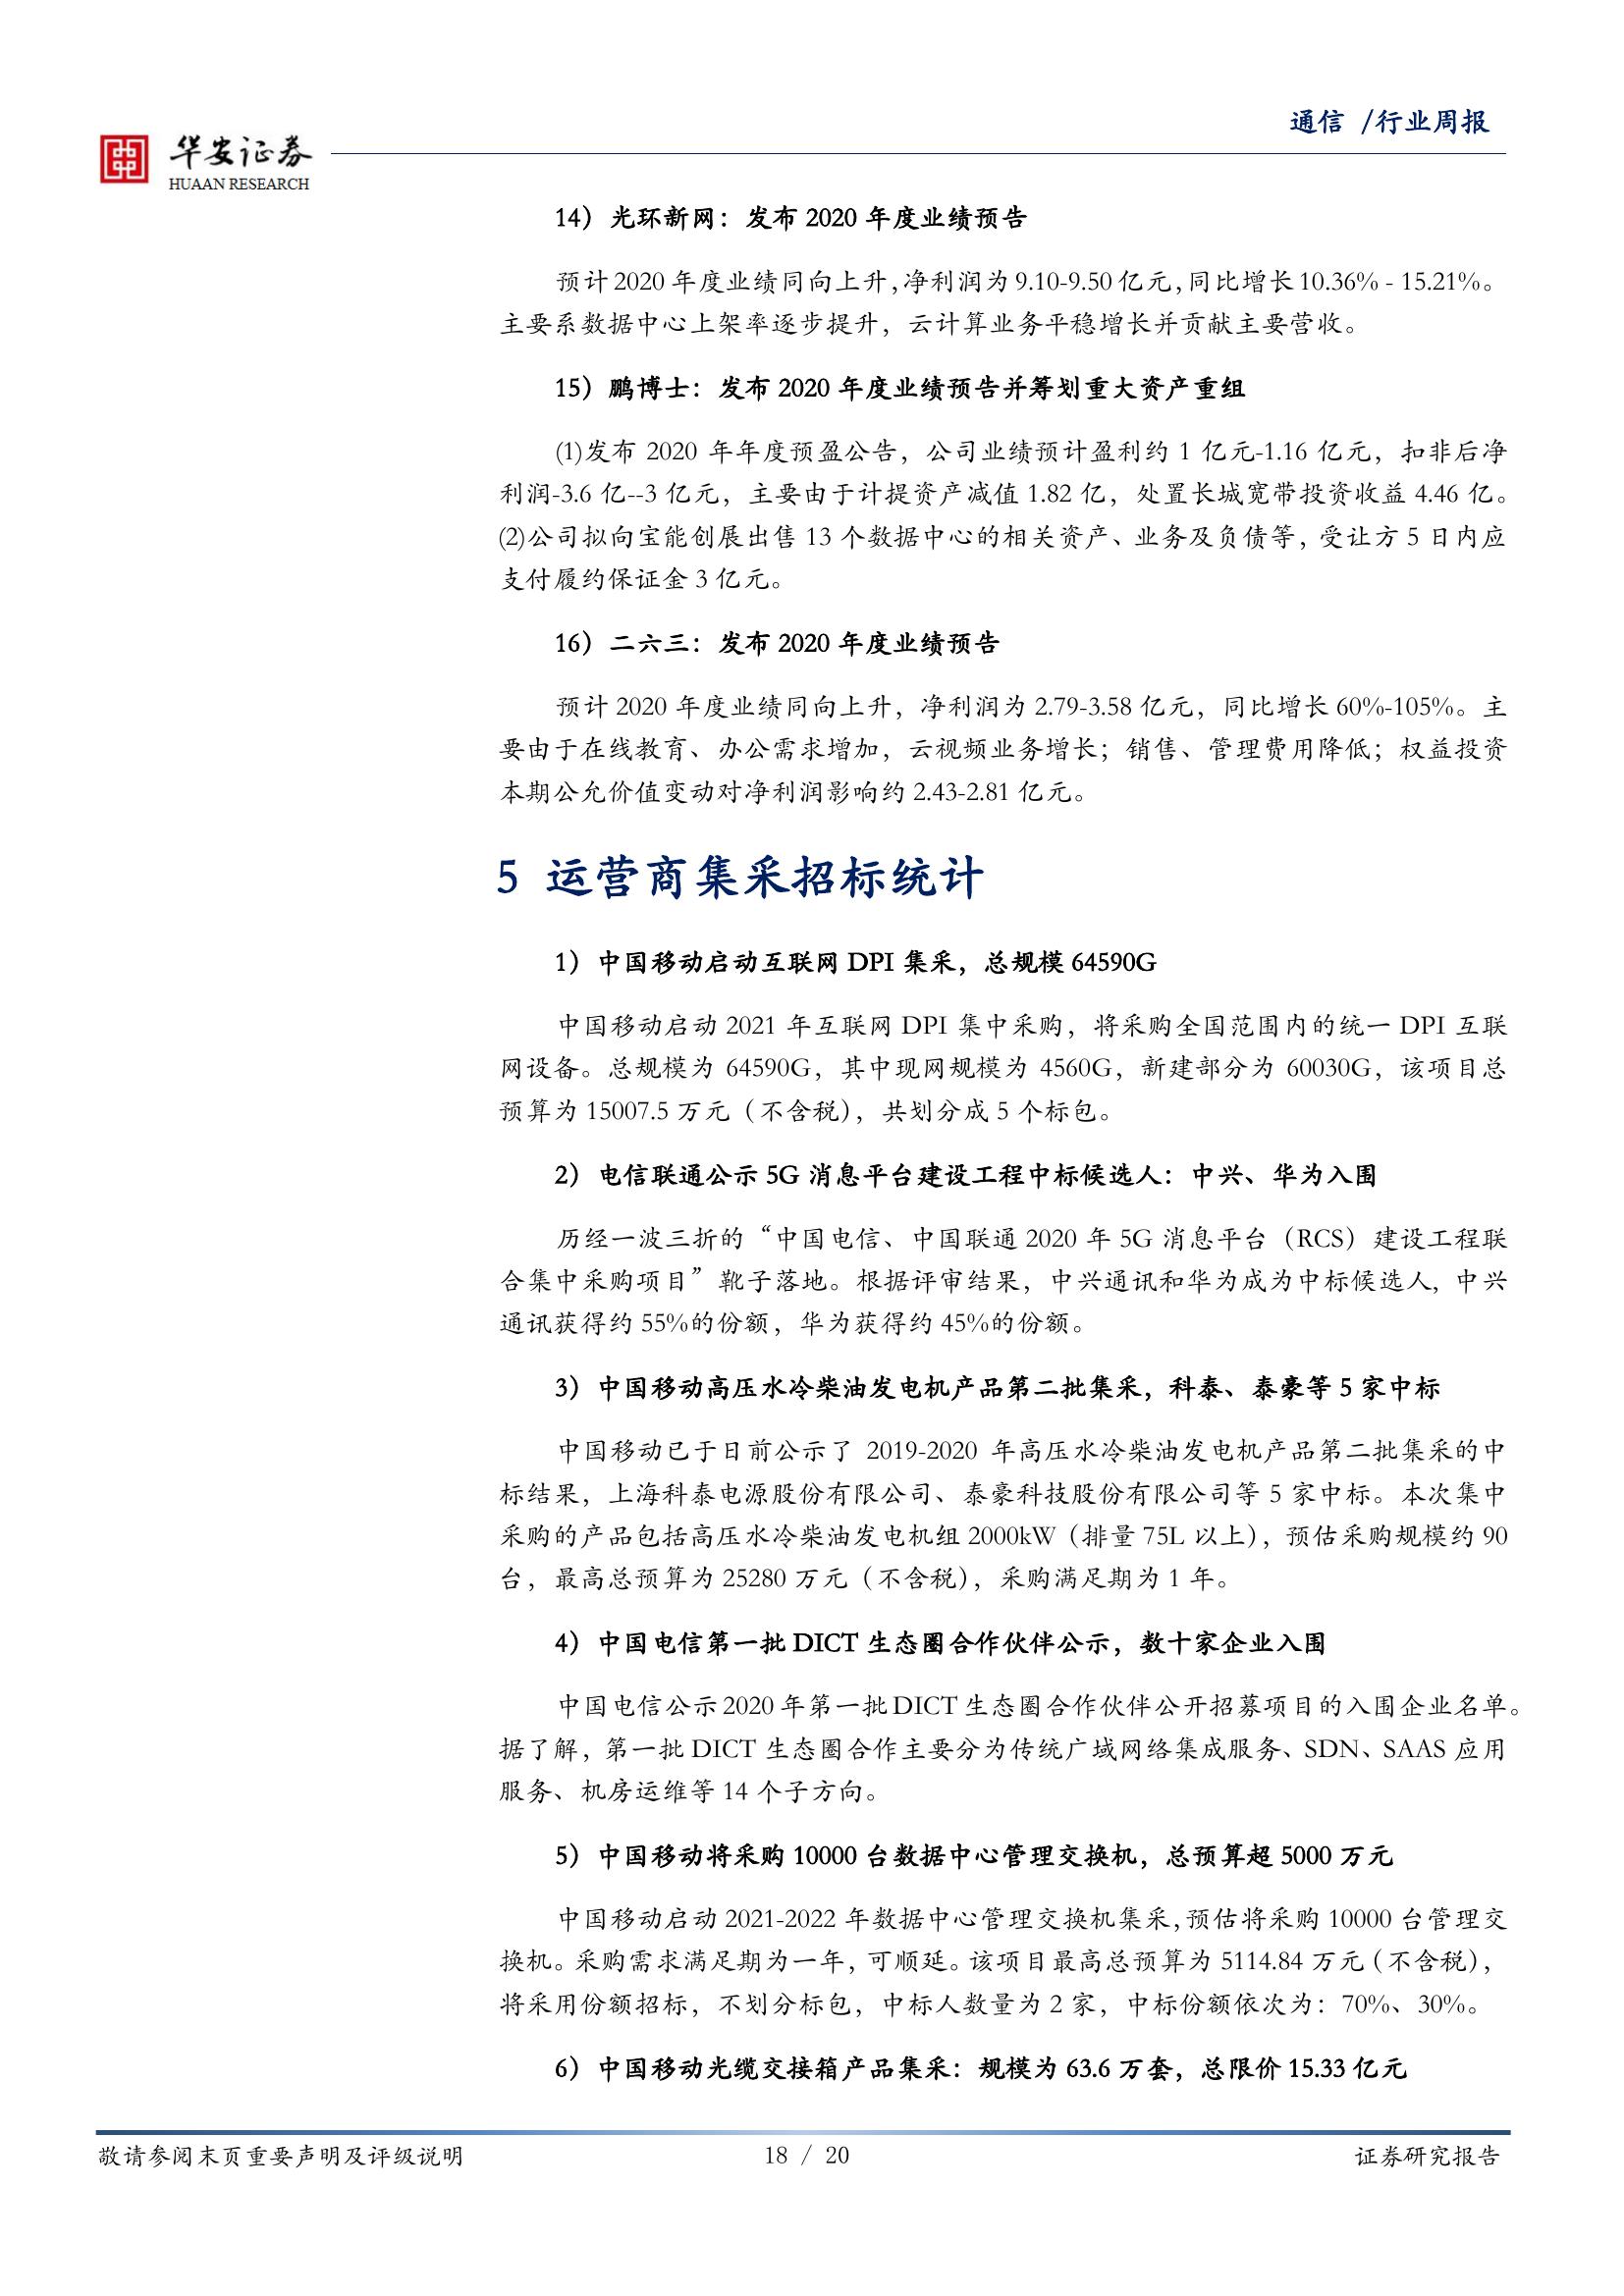 通信 /行业周报
华安证券
HUAAN RESEARCH
14）光环新网：发布 2020 年度业绩预告
预计 2020 年度业绩同向上升，净利润为 9.10-9.50 亿元，同比增长 10.36% - 15.21%。
主要系数据中心上架率逐步提升，云计算业务平稳增长并贡献主要营收。
15）鹏博士：发布 2020 年度业绩预告并筹划重大资产重组
(1)发布 2020 年年度预盈公告，公司业绩预计盈利约 1 亿元-1.16 亿元，扣非后净
利润-3.6 亿--3 亿元，主要由于计提资产减值 1.82 亿，处置长城宽带投资收益 4.46 亿。
(2)公司拟向宝能创展出售 13 个数据中心的相关资产、业务及负债等，受让方 5 日内应
支付履约保证金 3 亿元。
16）二六三：发布 2020 年度业绩预告
预计 2020 年度业绩同向上升，净利润为 2.79-3.58 亿元，同比增长 60%-105%。主
要由于在线教育、办公需求增加，云视频业务增长；销售、管理费用降低；权益投资
本期公允价值变动对净利润影响约 2.43-2.81 亿元。
5 运营商集采招标统计
1）中国移动启动互联网 DPI 集采，总规模 64590G
中国移动启动 2021 年互联网 DPI 集中采购，将采购全国范围内的统一 DPI 互联
网设备。总规模为 64590G，其中现网规模为 4560G，新建部分为 60030G，该项目总
预算为 15007.5 万元（不含税），共划分成 5 个标包。
2）电信联通公示 5G 消息平台建设工程中标候选人：中兴、华为入围
历经一波三折的“中国电信、中国联通 2020 年 5G 消息平台（RCS）建设工程联
合集中采购项目”靴子落地。根据评审结果，中兴通讯和华为成为中标候选人，中兴
通讯获得约 55%的份额，华为获得约 45%的份额。
3）中国移动高压水冷柴油发电机产品第二批集采，科泰、泰豪等 5 家中标
中国移动已于日前公示了 2019-2020 年高压水冷柴油发电机产品第二批集采的中
标结果，上海科泰电源股份有限公司、泰豪科技股份有限公司等 5 家中标。本次集中
采购的产品包括高压水冷柴油发电机组 2000kW（排量 75L 以上），预估采购规模约 90
台，最高总预算为 25280 万元（不含税），采购满足期为 1 年。
4）中国电信第一批 DICT 生态圈合作伙伴公示，数十家企业入围
中国电信公示 2020 年第一批 DICT 生态圈合作伙伴公开招募项目的入围企业名单。
据了解，第一批 DICT 生态圈合作主要分为传统广域网络集成服务、SDN、SAAS 应用
服务、机房运维等 14 个子方向。
5）中国移动将采购 10000 台数据中心管理交换机，总预算超 5000 万元
中国移动启动 2021-2022 年数据中心管理交换机集采，预估将采购 10000 台管理交
换机。采购需求满足期为一年，可顺延。该项目最高总预算为 5114.84 万元（不含税），
将采用份额招标，不划分标包，中标人数量为 2 家，中标份额依次为：70%、30%。
6）中国移动光缆交接箱产品集采：规模为 63.6 万套，总限价 15.33 亿元
敬请参阅末页重要声明及评级说明
18 / 20
证券研究报告